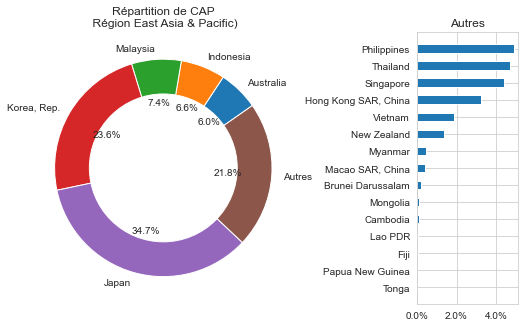 Répartition de CAP
Région East Asia & Pacific)
Malaysia
Indonesia
Australia
Korea, Rep.
Autres
Japan
7.4%
6.6%
6.0%
23.6%
21.8%
34.7%
Autres
Philippines
Thailand
Singapore
Hong Kong SAR, China
Vietnam
New Zealand
Myanmar
Macao SAR, China
Brunei Darussalam
Mongolia
Cambodia
Lao PDR
Fiji
Papua New Guinea
Tonga
0.0% 2.0% 4.0%